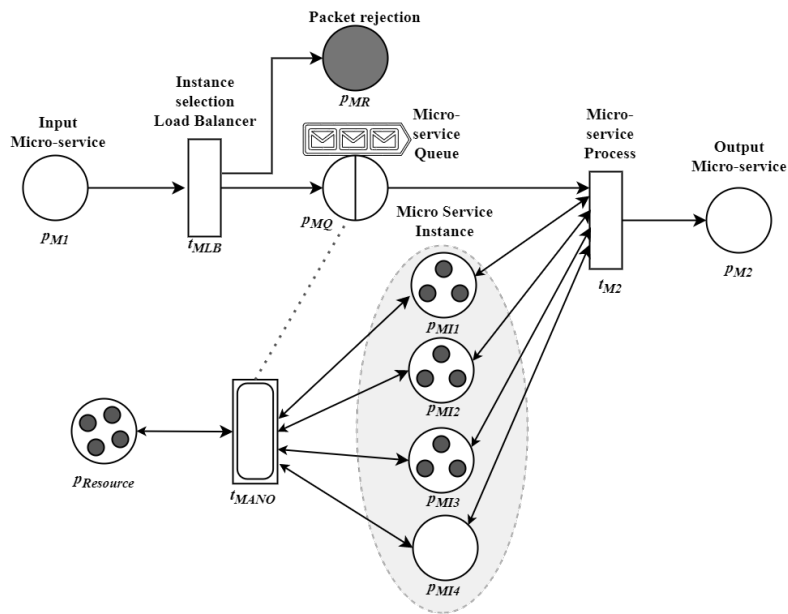 Packet rejection
pMR
Instance
selection
Load Balancer
Input
Micro-service
pM1
tMLB
Micro-
service
Queue
pMQ
Micro-
service
Process
Output
Micro-service
pM2
tM2
Micro Service
Instance
pMI1
pMI2
pMI3
pMI4
pResource
tMANO